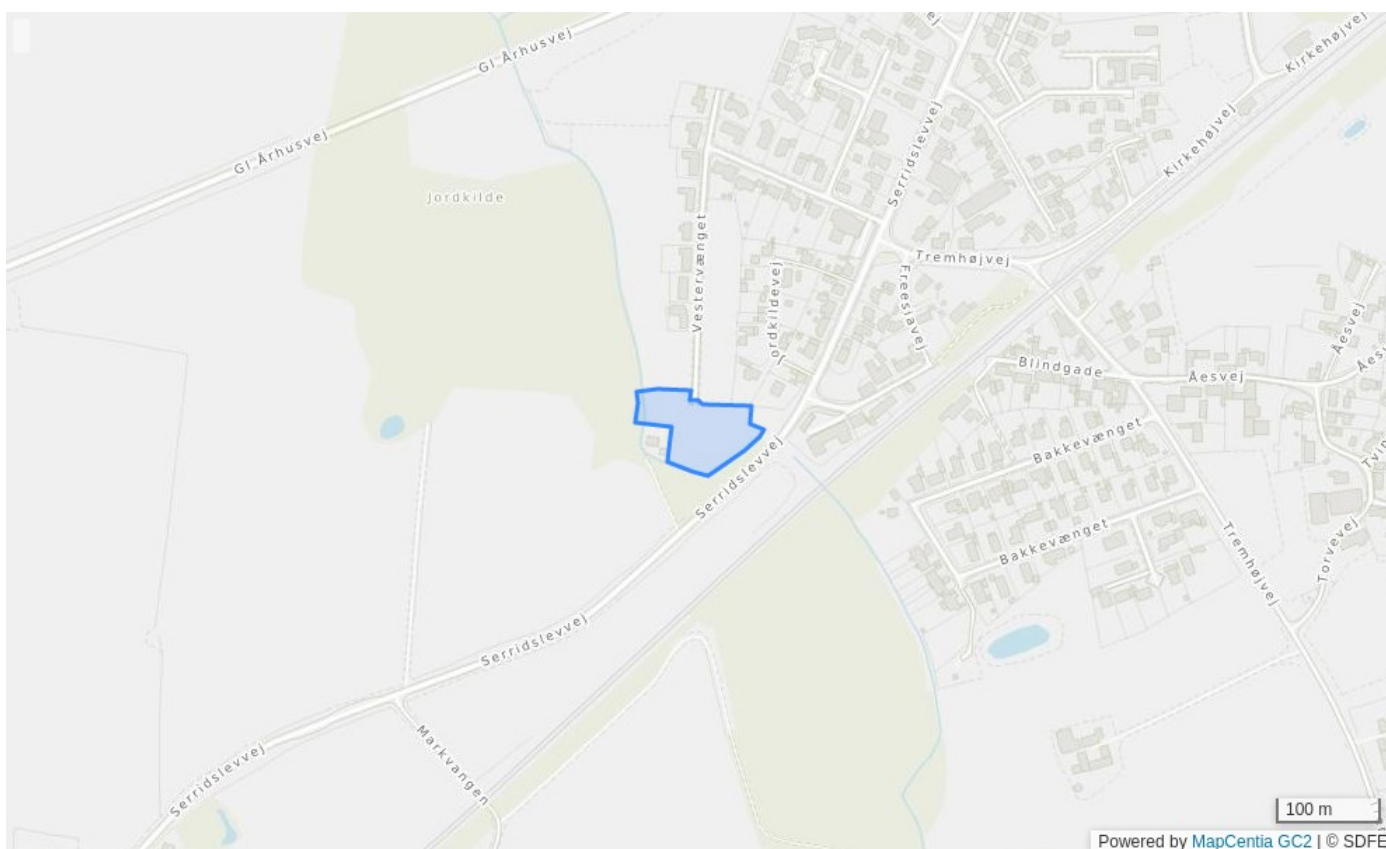 Gl Århusvej
Kirkehøjvej
Gl Århusvej
Serridslevvej
Kirkehøjvej
Jordkilde
Vestervænget
Tremhøjvej
Jordkildevej
Freesiavej
Åesvej
Blindgade
Åesvej
Bakkevænget
Serridslevvej
Bakkevænget
Tremhøjvej
Torvevej
Serridslevvej
Markvangen
Serridslevvej
100 m
Powered by MapCentia GC2 | © SDFE